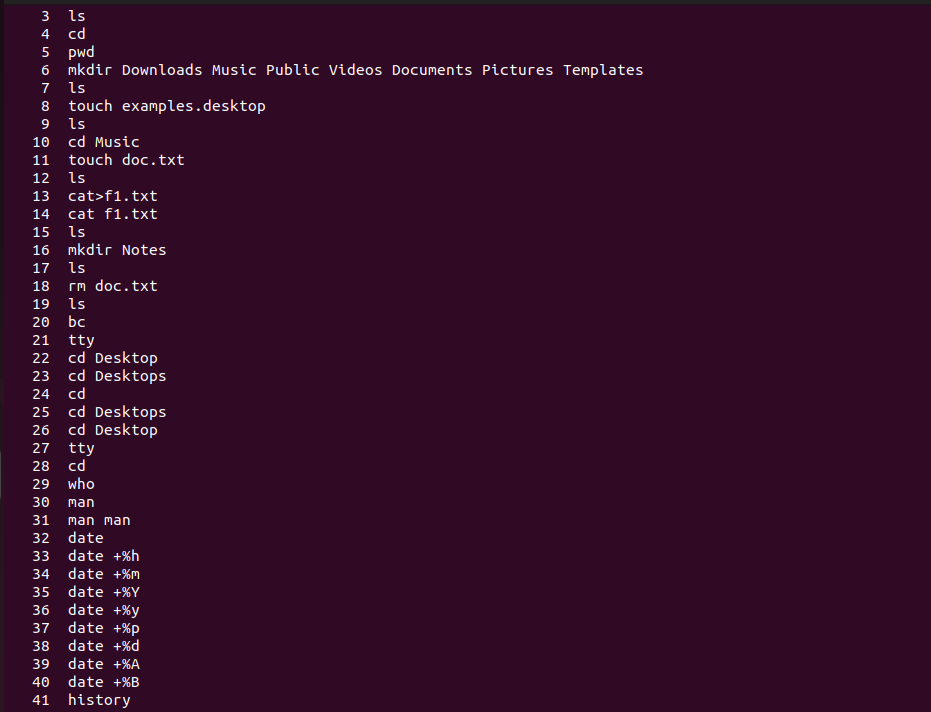 3 ls
4 cd
5 pwd
6 mkdir Downloads Music Public Videos Documents Pictures Templates
7 ls
8 touch examples.desktop
9 ls
10 cd Music
11 touch doc.txt
12 ls
13 cat>f1.txt
14 cat f1.txt
15 ls
16 mkdir Notes
17 ls
18 rm doc.txt
19 ls
20 bc
21 tty
22 cd Desktop
23 cd Desktops
24 cd
25 cd Desktops
26 cd Desktop
27 tty
28 cd
29 who
30 man
31 man man
32 date
33 date +%h
34 date +%m
35 date +%Y
36 date +%y
37 date +%p
38 date +%d
39 date +%A
40 date +%B
41 history